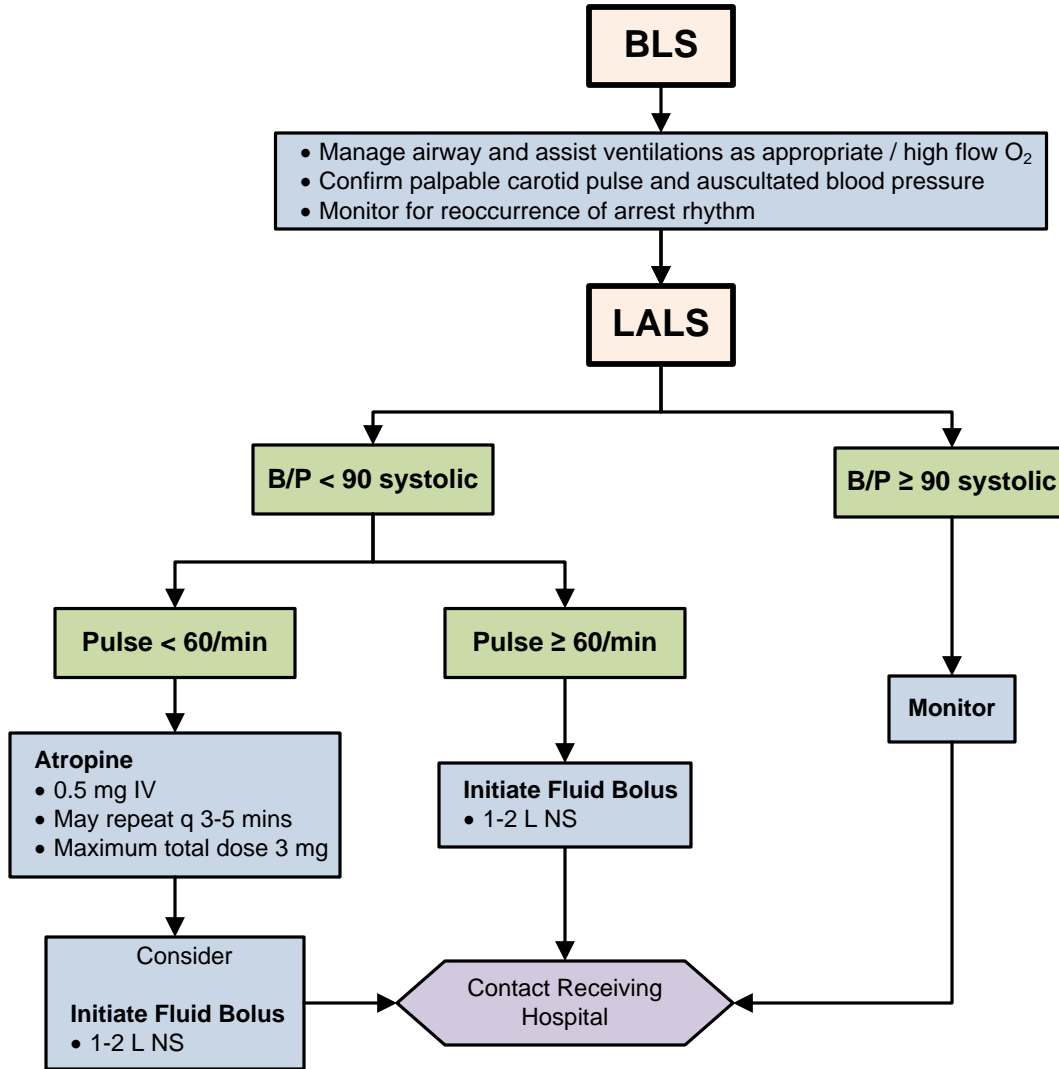 BLS
• Manage airway and assist ventilations as appropriate / high flow O₂
• Confirm palpable carotid pulse and auscultated blood pressure
• Monitor for reoccurrence of arrest rhythm
LALS
B/P < 90 systolic
B/P ≥ 90 systolic
Pulse < 60/min
Pulse ≥ 60/min
Monitor
Atropine
• 0.5 mg IV
• May repeat q 3-5 mins
• Maximum total dose 3 mg
Initiate Fluid Bolus
• 1-2 L NS
Consider
Initiate Fluid Bolus
• 1-2 L NS
Contact Receiving
Hospital